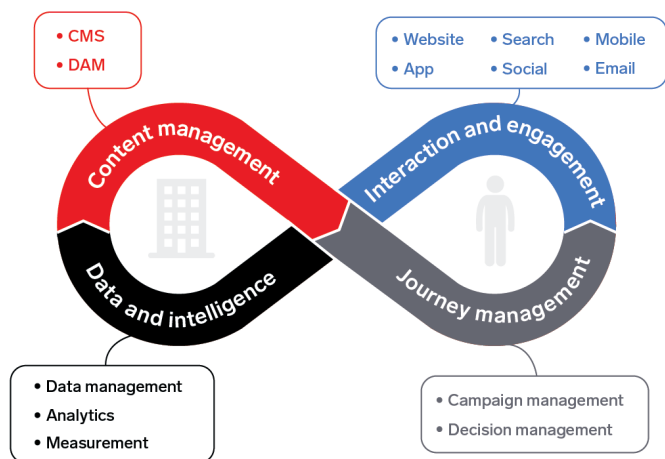 • CMS
• DAM
• Website • Search • Mobile
• App • Social • Email
Content management
Interaction and engagement
Data and intelligence
Journey management
• Data management
• Analytics
• Measurement
• Campaign management
• Decision management